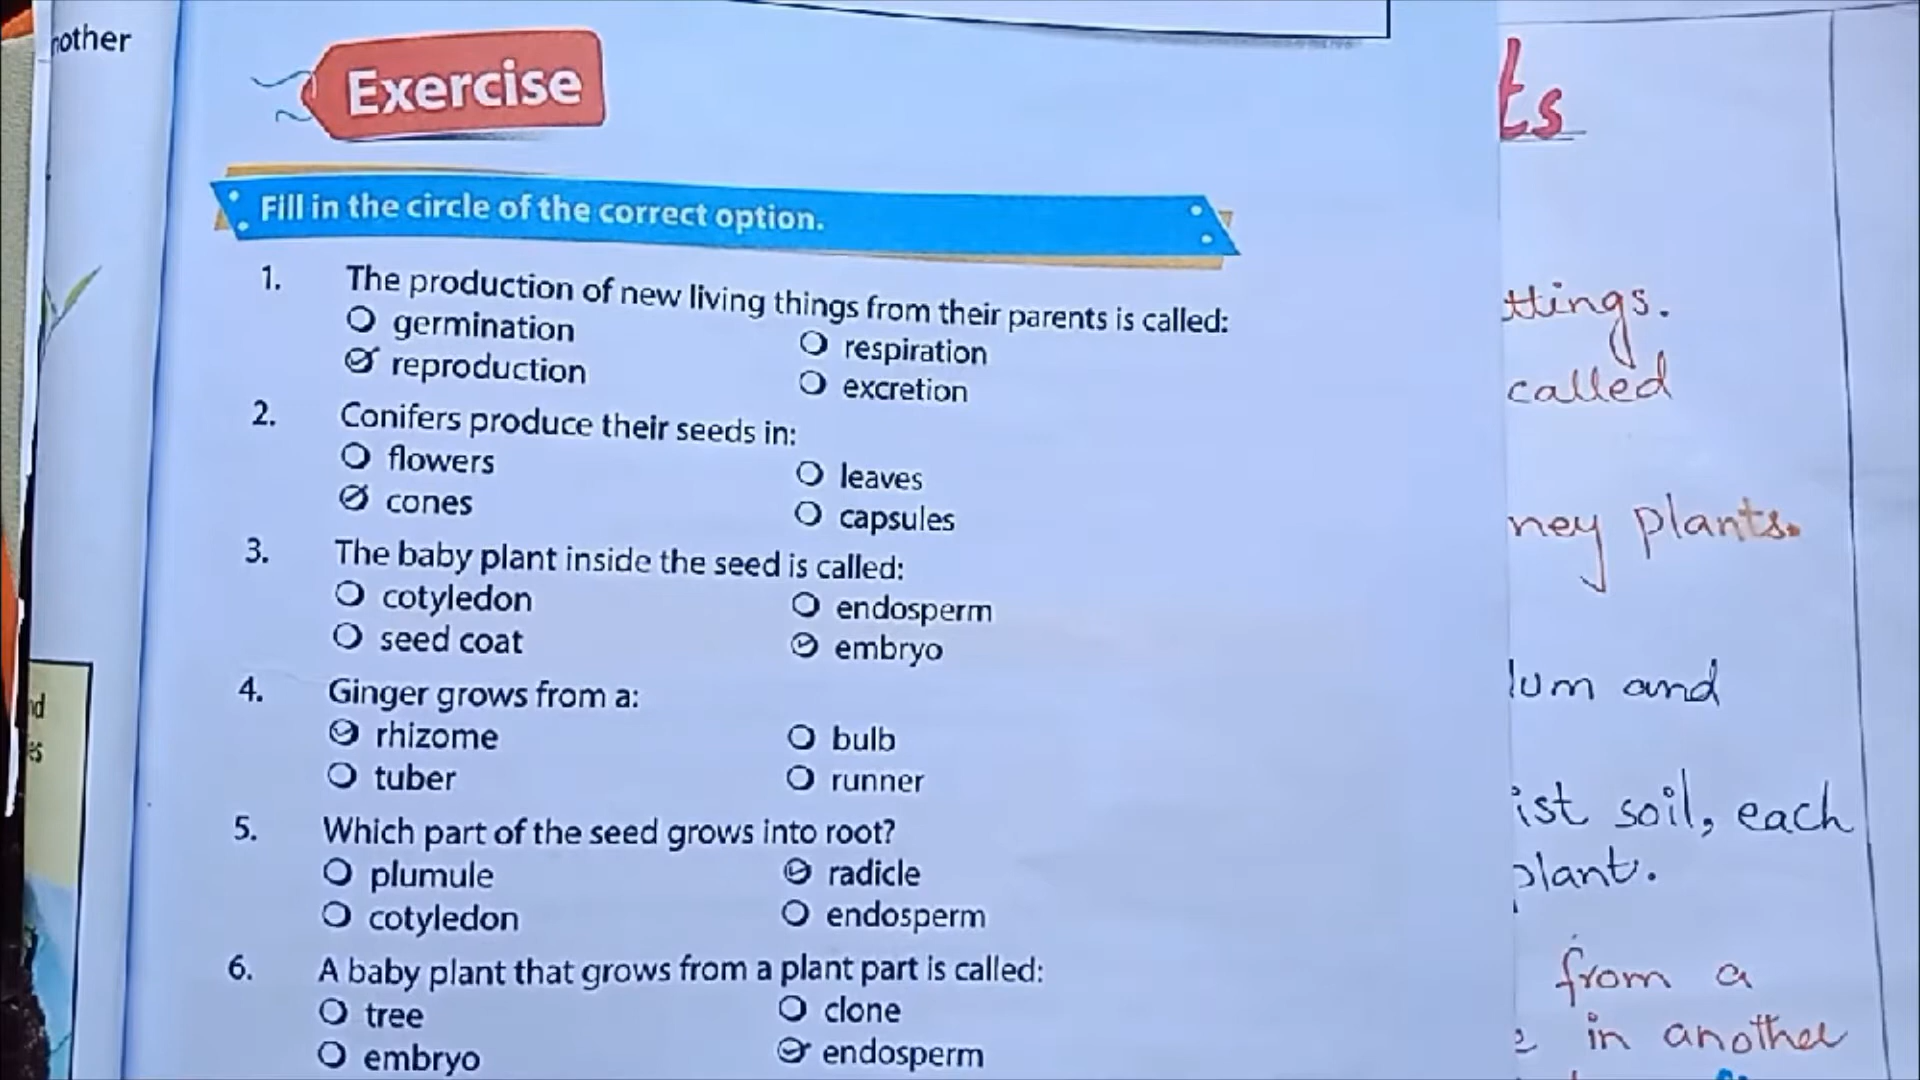 nother
Exercise
Fill in the circle of the correct option.
1. The production of new living things from their parents is called:
germination
respiration
reproduction
excretion
2. Conifers produce their seeds in:
flowers
leaves
cones
capsules
3. The baby plant inside the seed is called:
cotyledon
endosperm
seed coat
embryo
4. Ginger grows from a:
rhizome
bulb
tuber
runner
5. Which part of the seed grows into root?
plumule
radicle
cotyledon
endosperm
6. A baby plant that grows from a plant part is called:
tree
clone
embryo
endosperm
ts
ttings.
called
ney plants.
lum and
ist soil, each
plant.
from a
e in another
nd
es